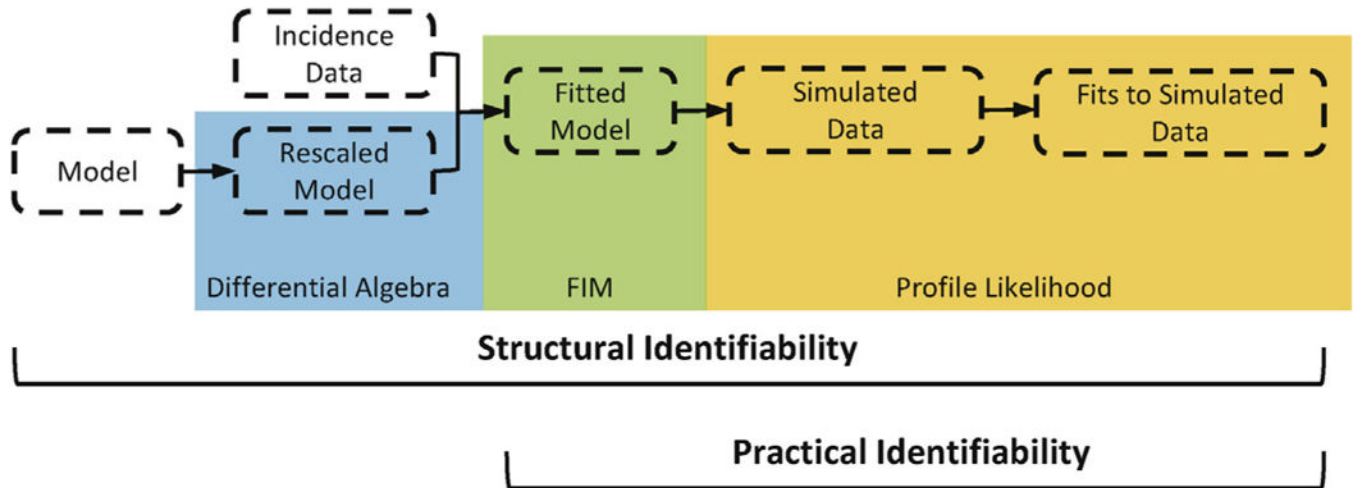 Incidence
Data
Model
Rescaled
Model
Fitted
Model
Simulated
Data
Fits to Simulated
Data
Differential Algebra
FIM
Profile Likelihood
Structural Identifiability
Practical Identifiability